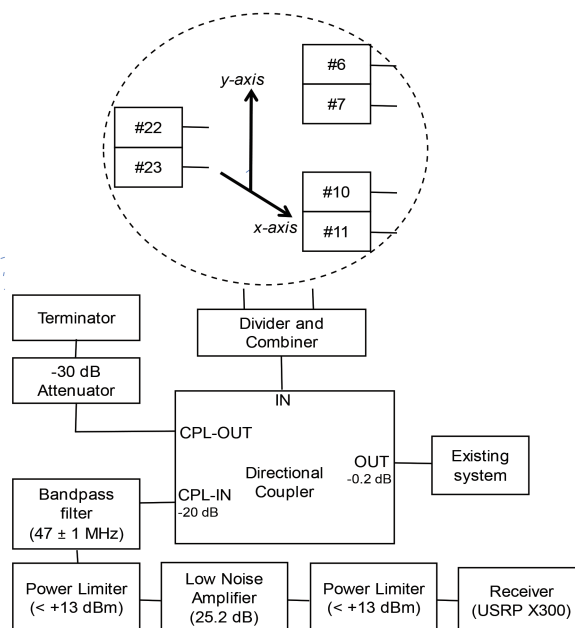 #6
y-axis
#7
#22
#23
#10
x-axis
#11
Divider and
Combiner
Terminator
-30 dB
Attenuator
IN
CPL-OUT
OUT
-0.2 dB
Directional
Coupler
CPL-IN
-20 dB
Existing
system
Bandpass
filter
(47 ± 1 MHz)
Power Limiter
(< +13 dBm)
Low Noise
Amplifier
(25.2 dB)
Power Limiter
(< +13 dBm)
Receiver
(USRP X300)